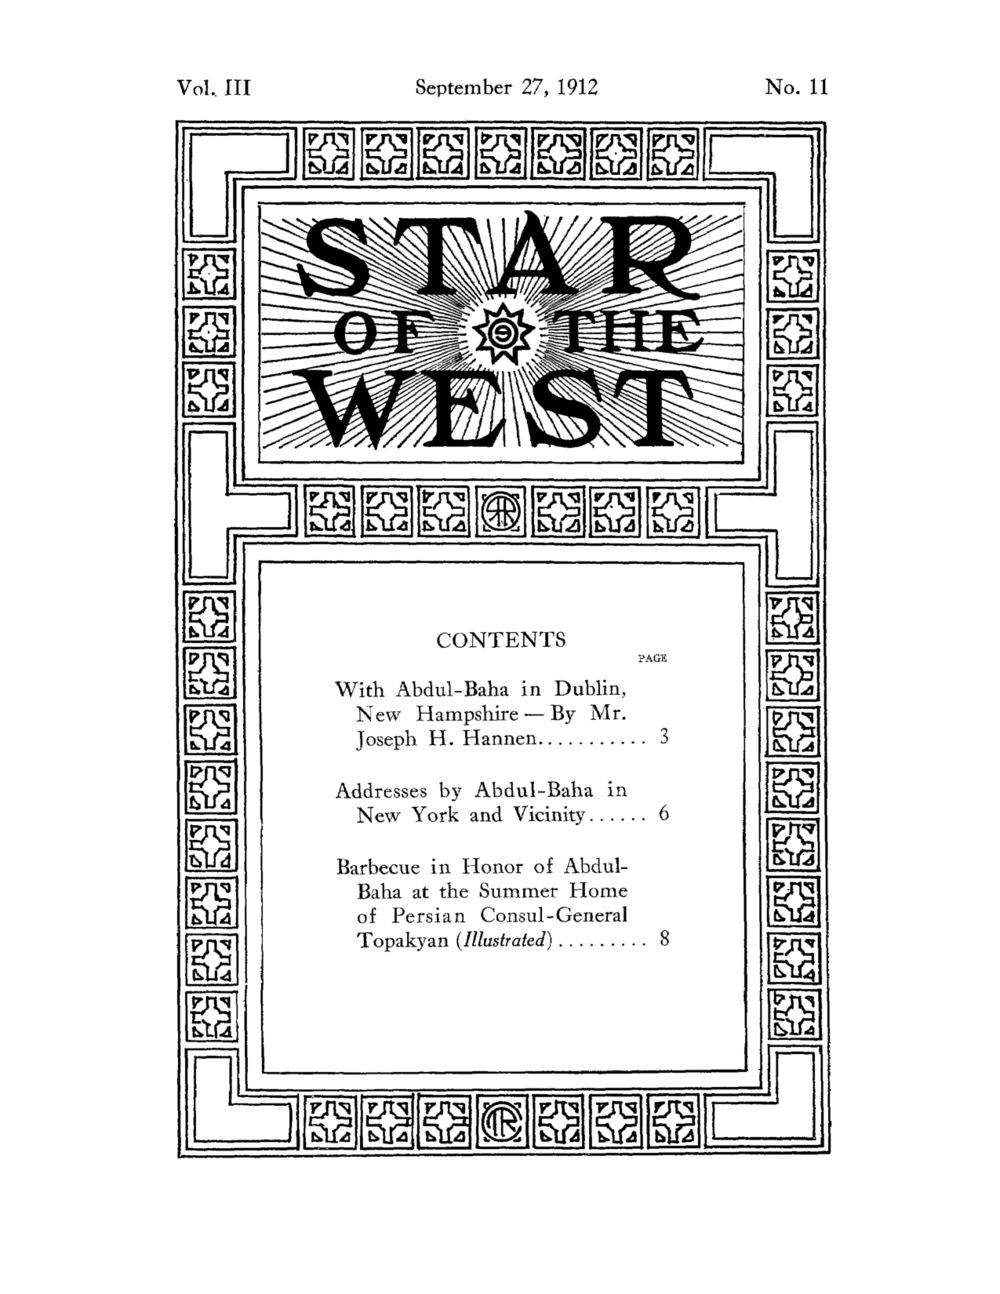 Vol. III September 27, 1912 No. 11
STAR
OF THE
WEST
CONTENTS
PAGE
With Abdul-Baha in Dublin,
New Hampshire — By Mr.
Joseph H. Hannen........... 3
Addresses by Abdul-Baha in
New York and Vicinity...... 6
Barbecue in Honor of Abdul-
Baha at the Summer Home
of Persian Consul-General
Topakyan (Illustrated)......... 8